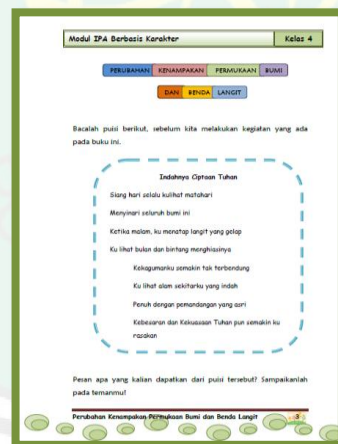 Modul IPA Berbasis Karakter
Kelas 4
PERUBAHAN KENAMPAKAN PERMUKAAN BUMI
DAN BENDA LANGIT
Bacalah puisi berikut, sebelum kita melakukan kegiatan yang ada
pada buku ini.
Indahnya Ciptaan Tuhan
Siang hari selalu kulihat matahari
Menyinari seluruh bumi ini
Ketika malam, ku menatap langit yang gelap
Ku lihat bulan dan bintang menghiasinya
Kekagumanku semakin tak terbendung
Ku lihat alam sekitarku yang indah
Penuh dengan pemandangan yang asri
Kebesaran dan Kekuasaan Tuhan pun semakin ku
rasakan
Pesan apa yang kalian dapatkan dari puisi tersebut? Sampaikanlah
pada temanmu!
Perubahan Kenampakan Permukaan Bumi dan Benda Langit
3